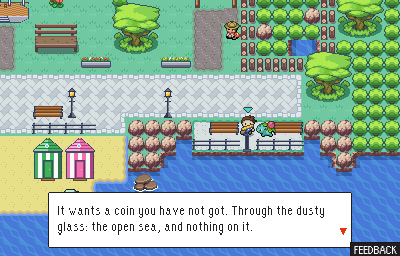 It wants a coin you have not got. Through the dusty
glass: the open sea, and nothing on it.
FEEDBACK